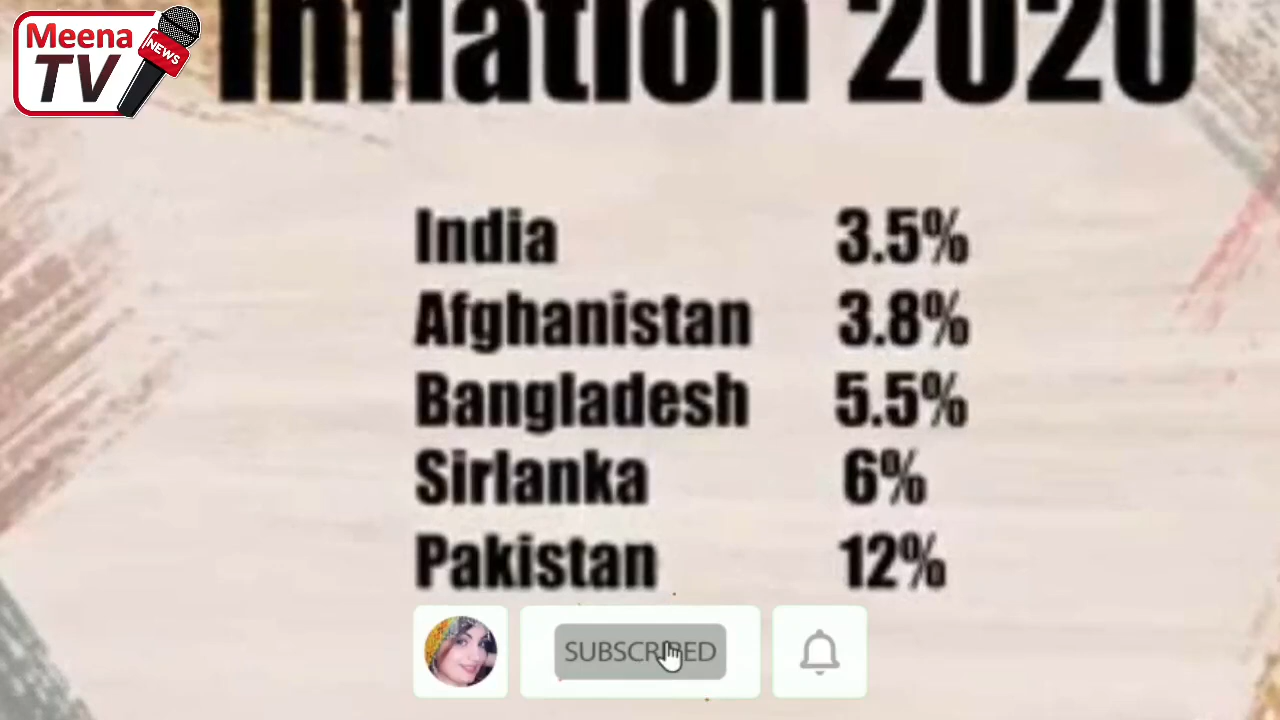 Meena
TV
NEWS
Inflation 2020
India 3.5%
Afghanistan 3.8%
Bangladesh 5.5%
Sirlanka 6%
Pakistan 12%
SUBSCRIBED